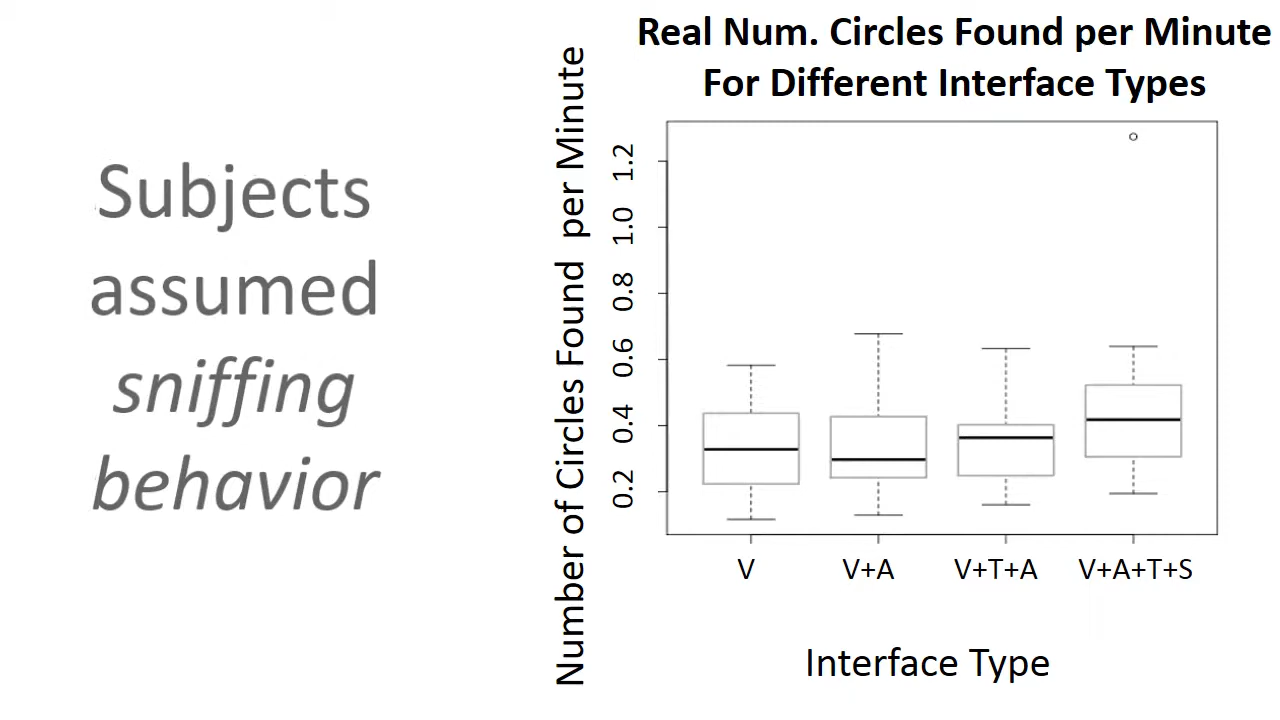 Subjects
assumed
sniffing
behavior
Real Num. Circles Found per Minute
For Different Interface Types
Number of Circles Found per Minute
1.2
1.0
0.8
0.6
0.4
0.2
V V+A V+T+A V+A+T+S
Interface Type